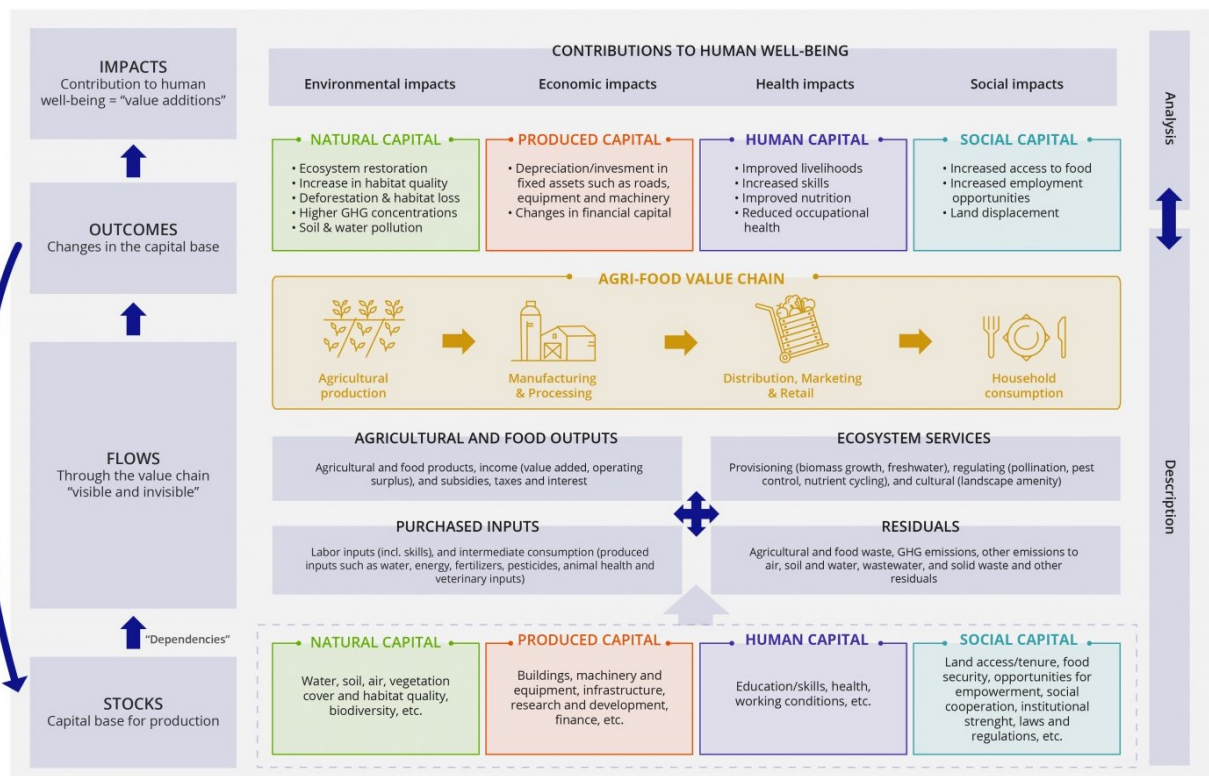 IMPACTS
Contribution to human
well-being = “value additions”
OUTCOMES
Changes in the capital base
FLOWS
Through the value chain
“visible and invisible”
“Dependencies”
STOCKS
Capital base for production
CONTRIBUTIONS TO HUMAN WELL-BEING
Environmental impacts
Economic impacts
Health impacts
Social impacts
NATURAL CAPITAL
• Ecosystem restoration
• Increase in habitat quality
• Deforestation & habitat loss
• Higher GHG concentrations
• Soil & water pollution
PRODUCED CAPITAL
• Depreciation/invesment in
fixed assets such as roads,
equipment and machinery
• Changes in financial capital
HUMAN CAPITAL
• Improved livelihoods
• Increased skills
• Improved nutrition
• Reduced occupational
health
SOCIAL CAPITAL
• Increased access to food
• Increased employment
opportunities
• Land displacement
AGRI-FOOD VALUE CHAIN
Agricultural
production
Manufacturing
& Processing
Distribution, Marketing
& Retail
Household
consumption
AGRICULTURAL AND FOOD OUTPUTS
Agricultural and food products, income (value added, operating
surplus), and subsidies, taxes and interest
ECOSYSTEM SERVICES
Provisioning (biomass growth, freshwater), regulating (pollination, pest
control, nutrient cycling), and cultural (landscape amenity)
PURCHASED INPUTS
Labor inputs (incl. skills), and intermediate consumption (produced
inputs such as water, energy, fertilizers, pesticides, animal health and
veterinary inputs)
RESIDUALS
Agricultural and food waste, GHG emissions, other emissions to
air, soil and water, wastewater, and solid waste and other
residuals
NATURAL CAPITAL
Water, soil, air, vegetation
cover and habitat quality,
biodiversity, etc.
PRODUCED CAPITAL
Buildings, machinery and
equipment, infrastructure,
research and development,
finance, etc.
HUMAN CAPITAL
Education/skills, health,
working conditions, etc.
SOCIAL CAPITAL
Land access/tenure, food
security, opportunities for
empowerment, social
cooperation, institutional
strenght, laws and
regulations, etc.
Analysis
Description